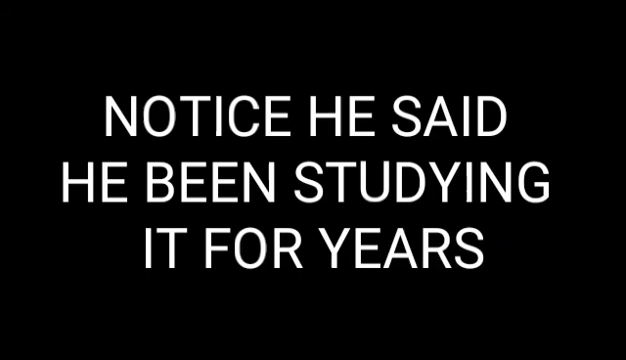 NOTICE HE SAID
HE BEEN STUDYING
IT FOR YEARS